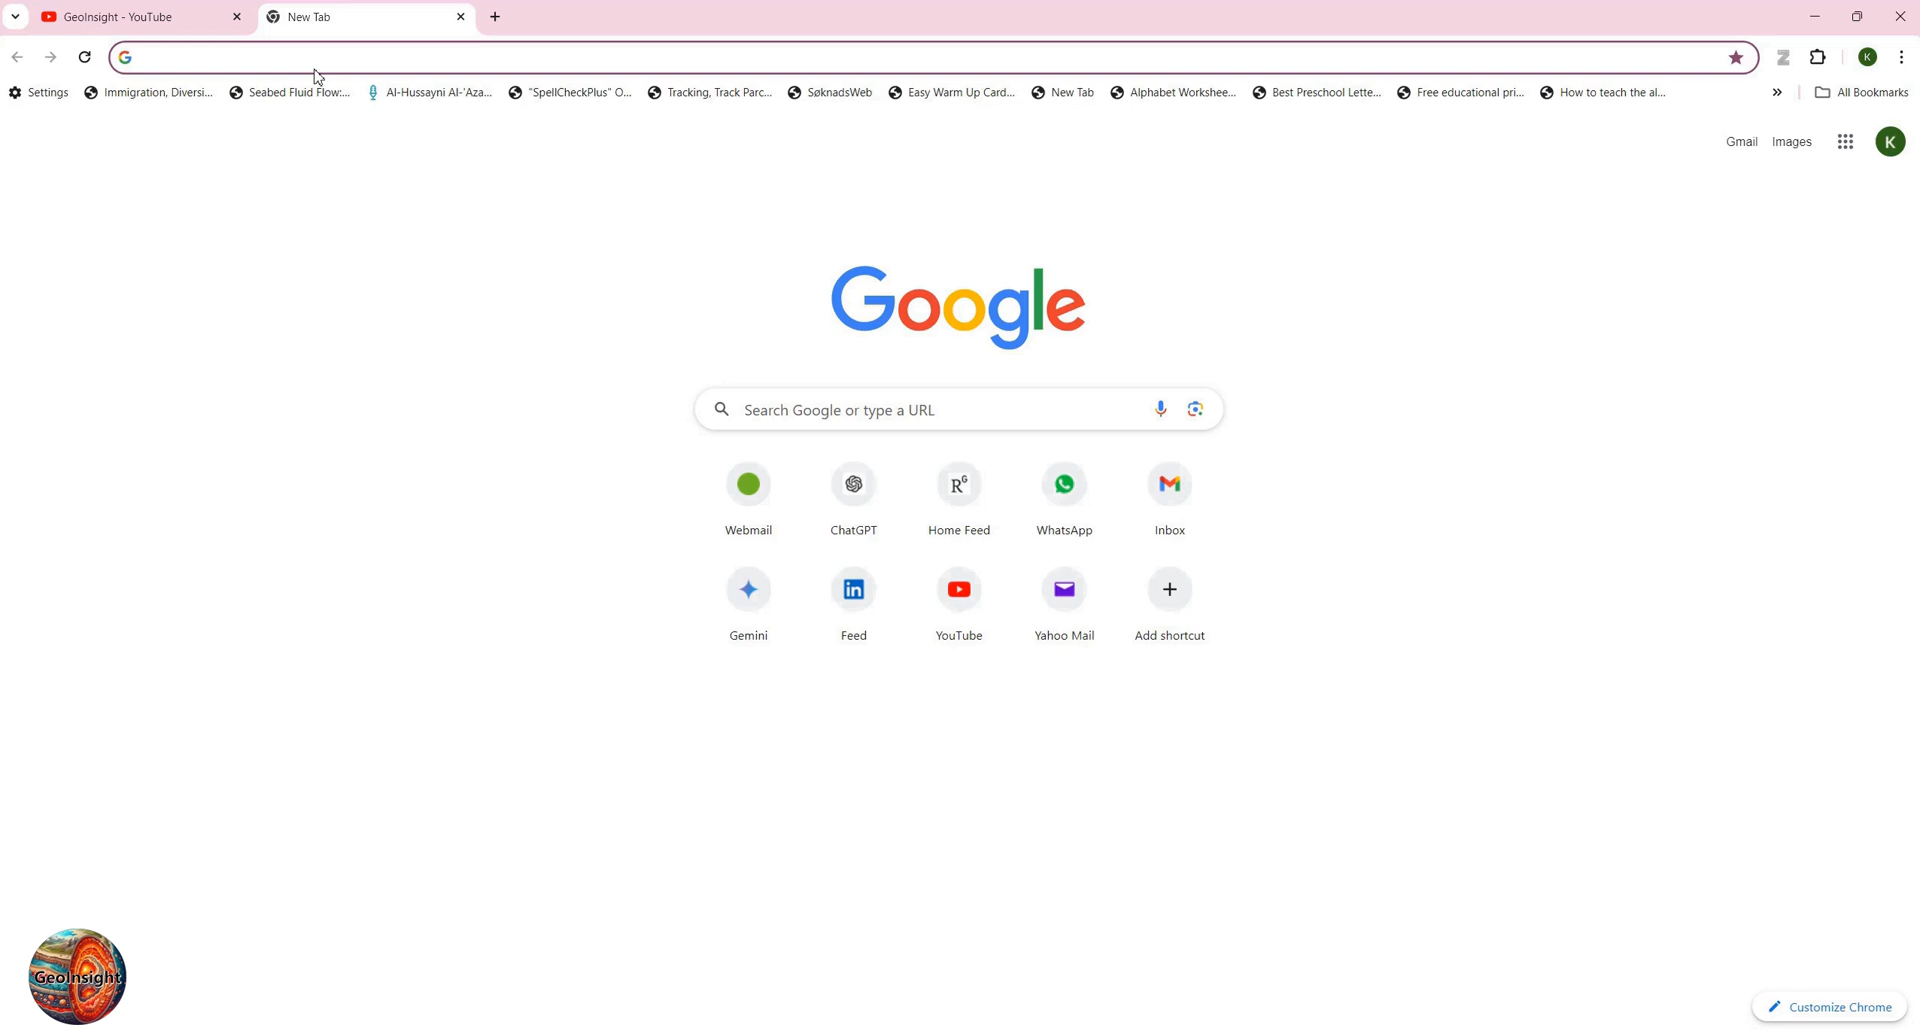 GeoInsight - YouTube
New Tab
Settings
Immigration, Diversi...
Seabed Fluid Flow:...
Al-Hussayni Al-'Aza...
"SpellCheckPlus" O...
Tracking, Track Parc...
SøknadsWeb
Easy Warm Up Card...
New Tab
Alphabet Workshee...
Best Preschool Lette...
Free educational pri...
How to teach the al...
All Bookmarks
K
Gmail
Images
K
Google
Search Google or type a URL
Webmail
ChatGPT
RG
Home Feed
WhatsApp
Inbox
Gemini
in
Feed
YouTube
Yahoo Mail
Add shortcut
GeoInsight
Customize Chrome